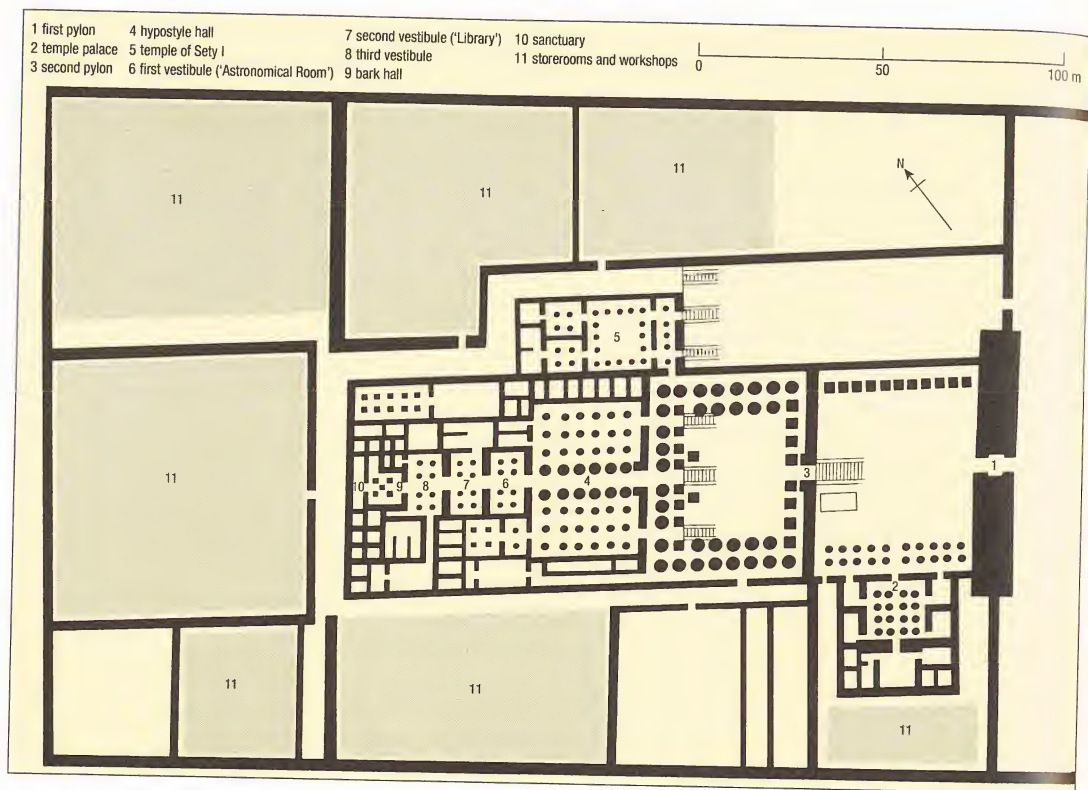 1 first pylon
2 temple palace
3 second pylon
4 hypostyle hall
5 temple of Sety I
6 first vestibule ('Astronomical Room')
7 second vestibule ('Library')
8 third vestibule
9 bark hall
10 sanctuary
11 storerooms and workshops
0 50 100 m
11
11
11
N
5
11
10 9 8 7 6 4 3 1
2
11
11
11